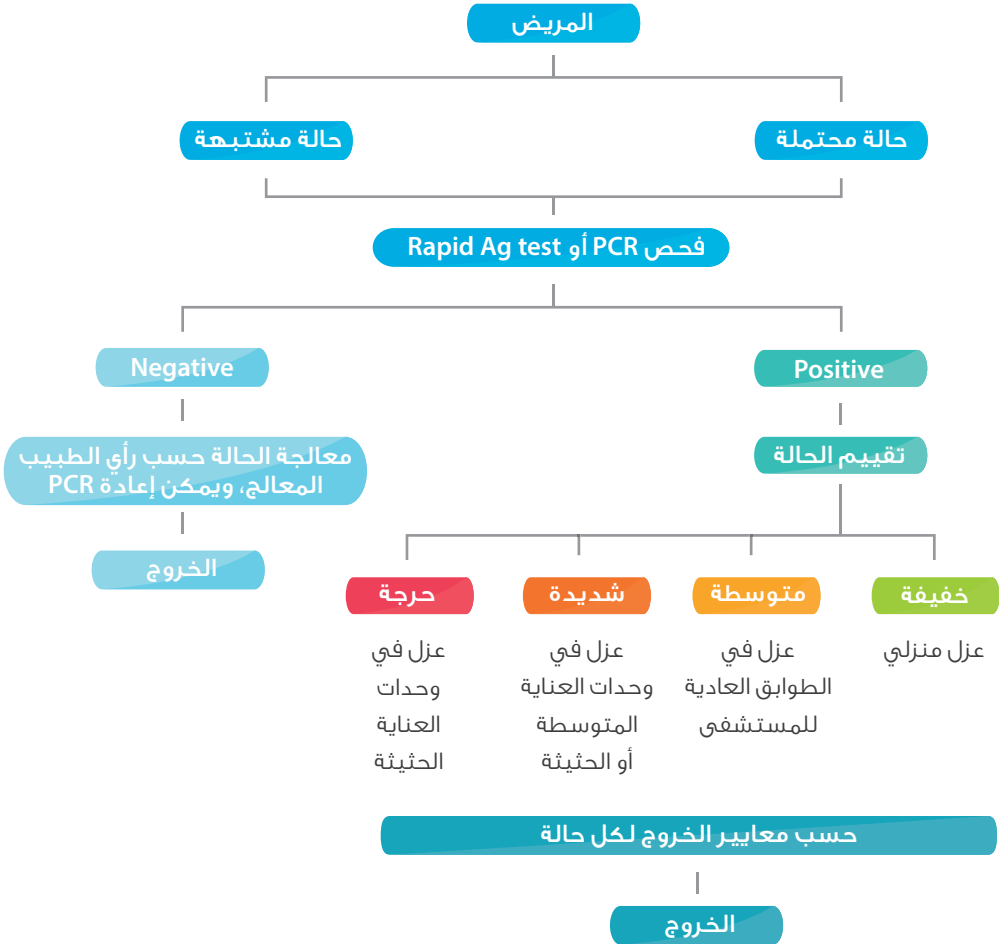 المريض
حالة محتملة
حالة مشتبهة
فحص PCR أو Rapid Ag test
Positive
Negative
تقييم الحالة
معالجة الحالة حسب رأي الطبيب
المعالج، ويمكن إعادة PCR
الخروج
خفيفة
عزل منزلي
متوسطة
عزل في
الطوابق العادية
للمستشفى
شديدة
عزل في
وحدات العناية
المتوسطة
أو الحثيثة
حرجة
عزل في
وحدات
العناية
الحثيثة
حسب معايير الخروج لكل حالة
الخروج